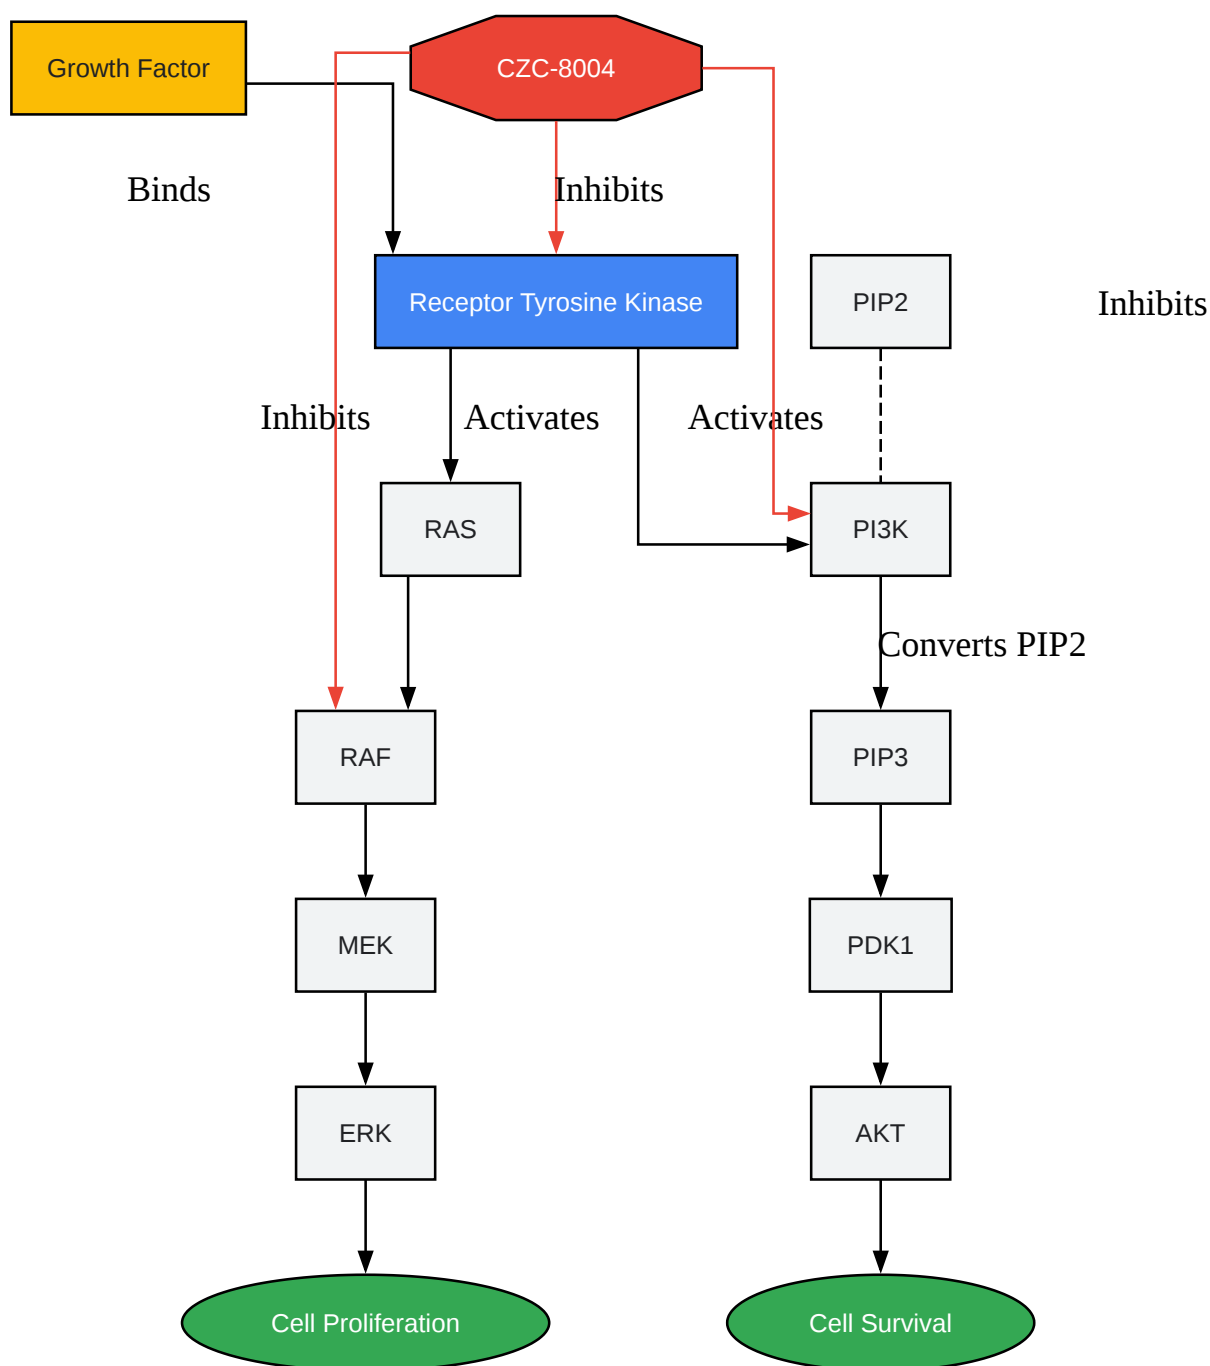 Growth Factor
CZC-8004
Binds
Inhibits
Receptor Tyrosine Kinase
PIP2
Inhibits
Inhibits
Activates
Activates
RAS
PI3K
Converts PIP2
RAF
PIP3
MEK
PDK1
ERK
AKT
Cell Proliferation
Cell Survival